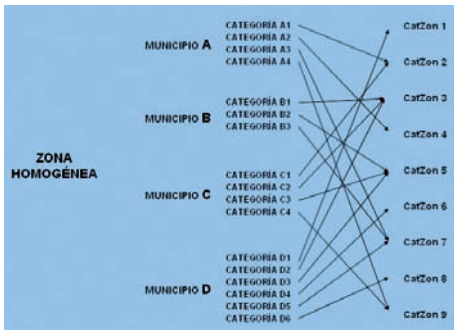 ZONA
HOMOGÉNEA
MUNICIPIO A
CATEGORÍA A1
CATEGORÍA A2
CATEGORÍA A3
CATEGORÍA A4
MUNICIPIO B
CATEGORÍA B1
CATEGORÍA B2
CATEGORÍA B3
MUNICIPIO C
CATEGORÍA C1
CATEGORÍA C2
CATEGORÍA C3
CATEGORÍA C4
MUNICIPIO D
CATEGORÍA D1
CATEGORÍA D2
CATEGORÍA D3
CATEGORÍA D4
CATEGORÍA D5
CATEGORÍA D6
CatZon 1
CatZon 2
CatZon 3
CatZon 4
CatZon 5
CatZon 6
CatZon 7
CatZon 8
CatZon 9